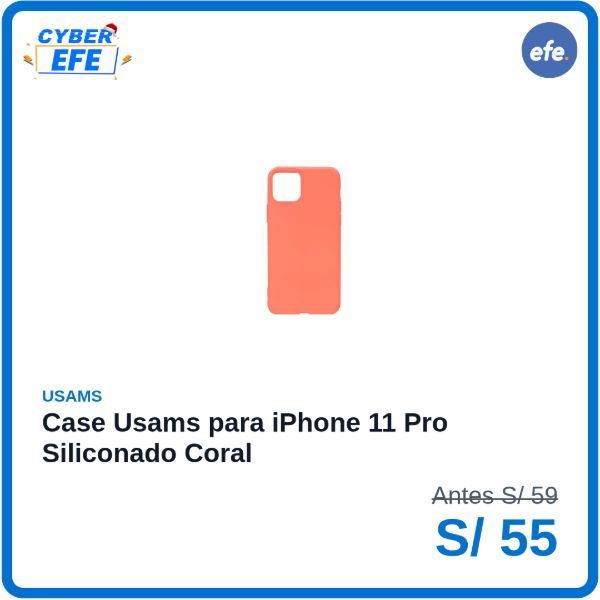 CYBER
EFE
efe.
USAMS
Case Usams para iPhone 11 Pro
Siliconado Coral
Antes S/ 59
S/ 55